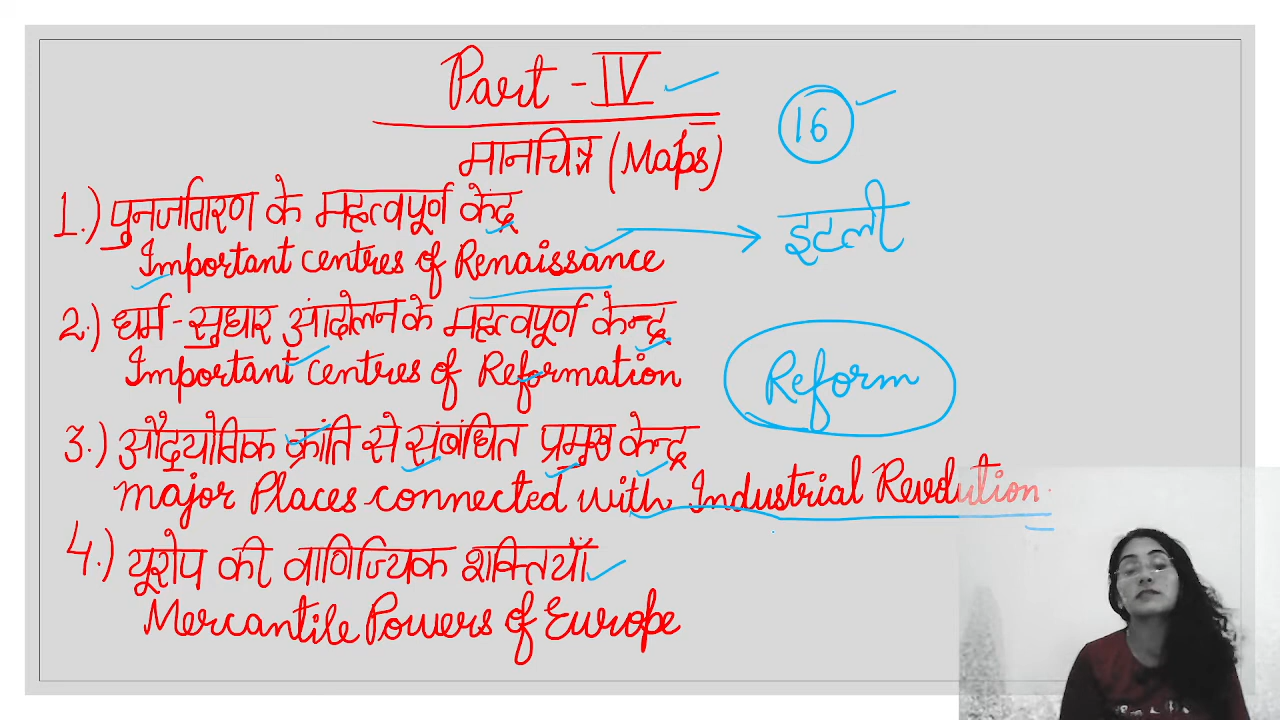 Part - IV
16
मानचित्र (Maps)
1.) पुनर्जागरण के महत्वपूर्ण केंद्र
Important centres of Renaissance → इटली
2.) धर्म - सुधार आंदोलन के महत्वपूर्ण केन्द्र
Important centres of Reformation
Reform
3.) औद्योगिक क्रांति से संबंधित प्रमुख केन्द्र
major Places connected with Industrial Revolution.
4.) यूरोप की वाणिज्यिक शक्तियाँ
Mercantile Powers of Europe